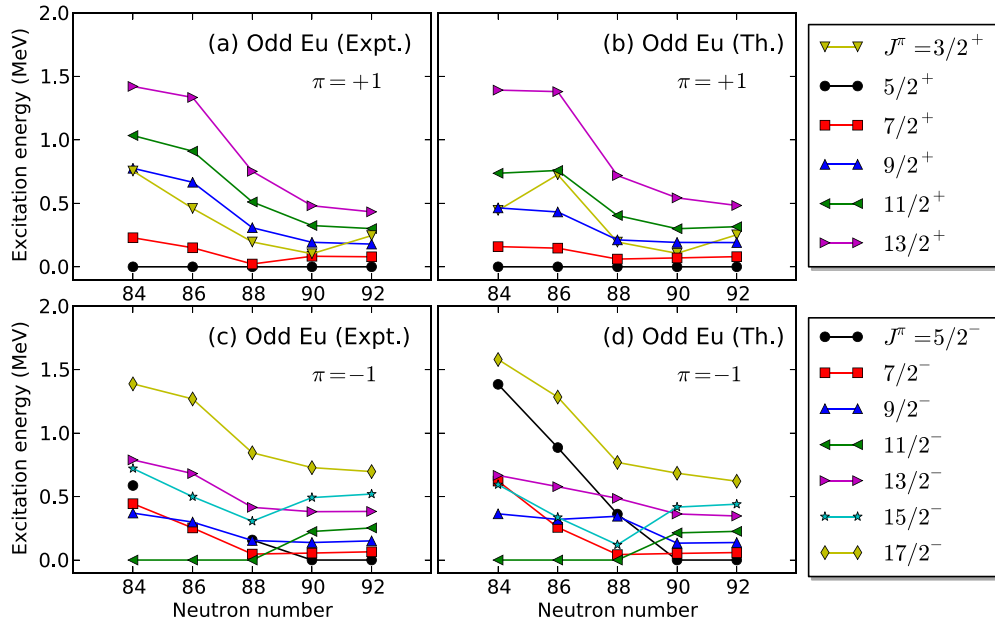 2.0
1.5
1.0
0.5
0.0
Excitation energy (MeV)
(a) Odd Eu (Expt.)
π = +1
84 86 88 90 92
(b) Odd Eu (Th.)
π = +1
84 86 88 90 92
J^π = 3/2⁺
5/2⁺
7/2⁺
9/2⁺
11/2⁺
13/2⁺
2.0
1.5
1.0
0.5
0.0
Excitation energy (MeV)
(c) Odd Eu (Expt.)
π = −1
84 86 88 90 92
Neutron number
(d) Odd Eu (Th.)
π = −1
84 86 88 90 92
Neutron number
J^π = 5/2⁻
7/2⁻
9/2⁻
11/2⁻
13/2⁻
15/2⁻
17/2⁻